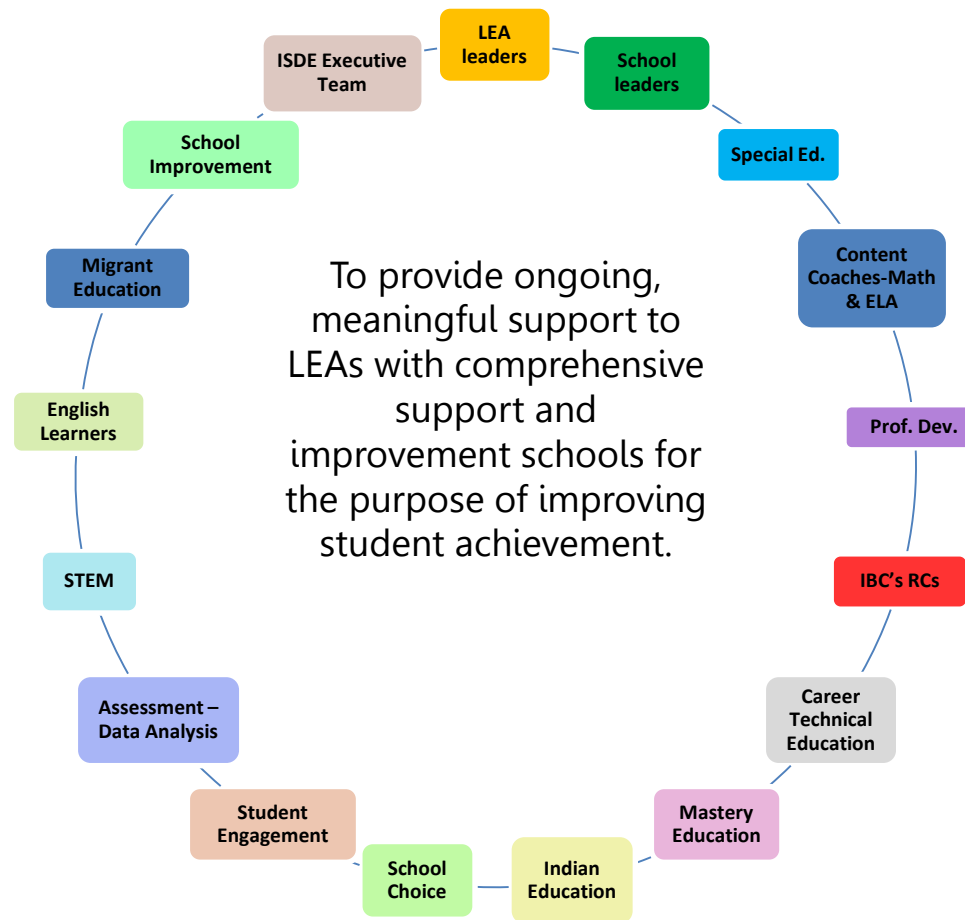 LEA
leaders
School
leaders
Special Ed.
Content
Coaches-Math
& ELA
Prof. Dev.
IBC's RCs
Career
Technical
Education
Mastery
Education
Indian
Education
School
Choice
Student
Engagement
Assessment –
Data Analysis
STEM
English
Learners
Migrant
Education
School
Improvement
ISDE Executive
Team
To provide ongoing,
meaningful support to
LEAs with comprehensive
support and
improvement schools for
the purpose of improving
student achievement.